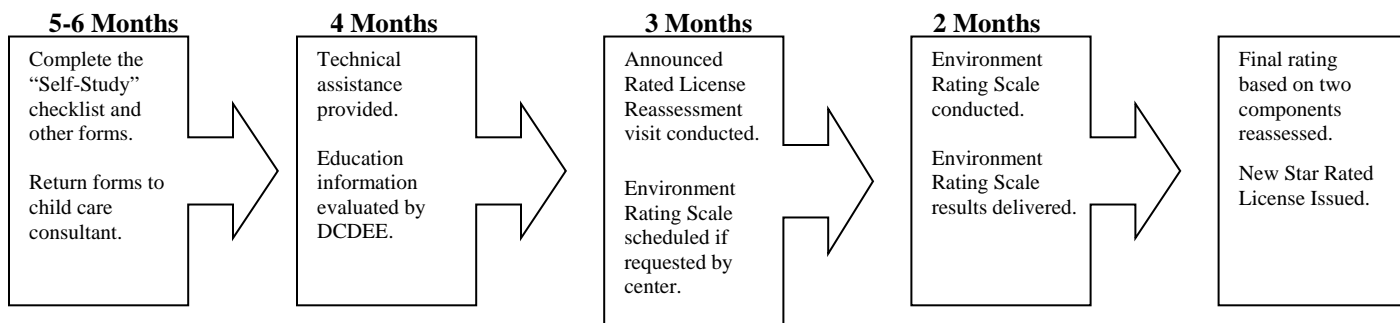 5-6 Months
Complete the
“Self-Study”
checklist and
other forms.
Return forms to
child care
consultant.
4 Months
Technical
assistance
provided.
Education
information
evaluated by
DCDEE.
3 Months
Announced
Rated License
Reassessment
visit conducted.
Environment
Rating Scale
scheduled if
requested by
center.
2 Months
Environment
Rating Scale
conducted.
Environment
Rating Scale
results delivered.
Final rating
based on two
components
reassessed.
New Star Rated
License Issued.